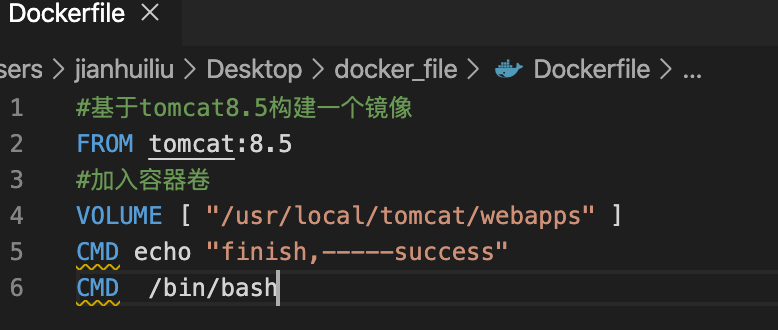 Dockerfile ×
sers > jianhuiliu > Desktop > docker_file > Dockerfile > ...
1 #基于tomcat8.5构建一个镜像
2 FROM tomcat:8.5
3 #加入容器卷
4 VOLUME [ "/usr/local/tomcat/webapps" ]
5 CMD echo "finish,-----success"
6 CMD  /bin/bash